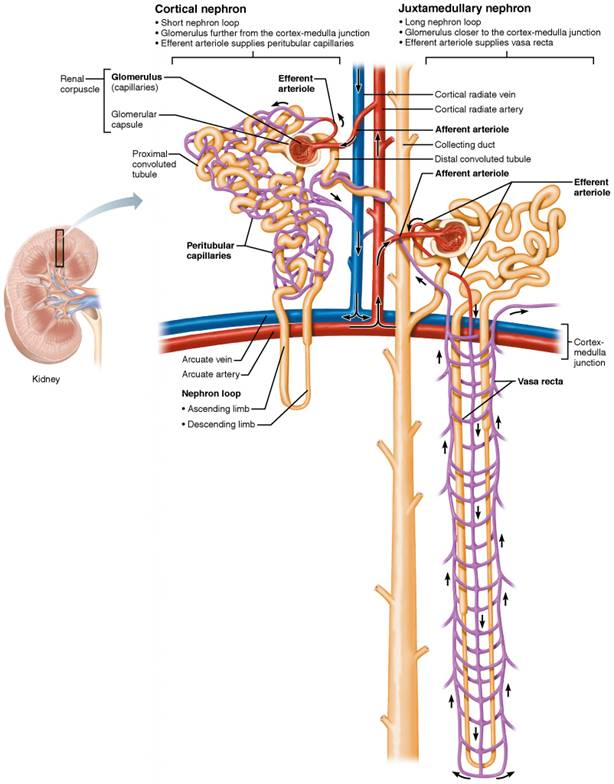 Cortical nephron
• Short nephron loop
• Glomerulus further from the cortex-medulla junction
• Efferent arteriole supplies peritubular capillaries
Juxtamedullary nephron
• Long nephron loop
• Glomerulus closer to the cortex-medulla junction
• Efferent arteriole supplies vasa recta
Renal
corpuscle
Glomerulus
(capillaries)
Glomerular
capsule
Proximal
convoluted
tubule
Efferent
arteriole
Peritubular
capillaries
Cortical radiate vein
Cortical radiate artery
Afferent arteriole
Collecting duct
Distal convoluted tubule
Afferent arteriole
Efferent
arteriole
Kidney
Arcuate vein
Arcuate artery
Nephron loop
• Ascending limb
• Descending limb
Cortex-
medulla
junction
Vasa recta